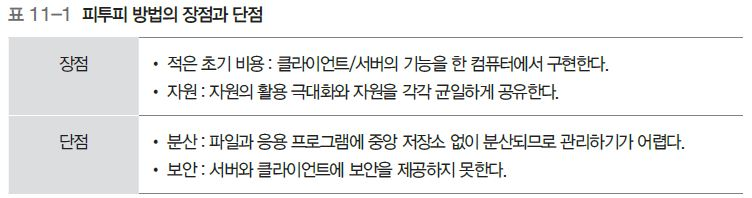 표 11-1 피투피 방법의 장점과 단점
장점
• 적은 초기 비용 : 클라이언트/서버의 기능을 한 컴퓨터에서 구현한다.
• 자원 : 자원의 활용 극대화와 자원을 각각 균일하게 공유한다.
단점
• 분산 : 파일과 응용 프로그램에 중앙 저장소 없이 분산되므로 관리하기가 어렵다.
• 보안 : 서버와 클라이언트에 보안을 제공하지 못한다.